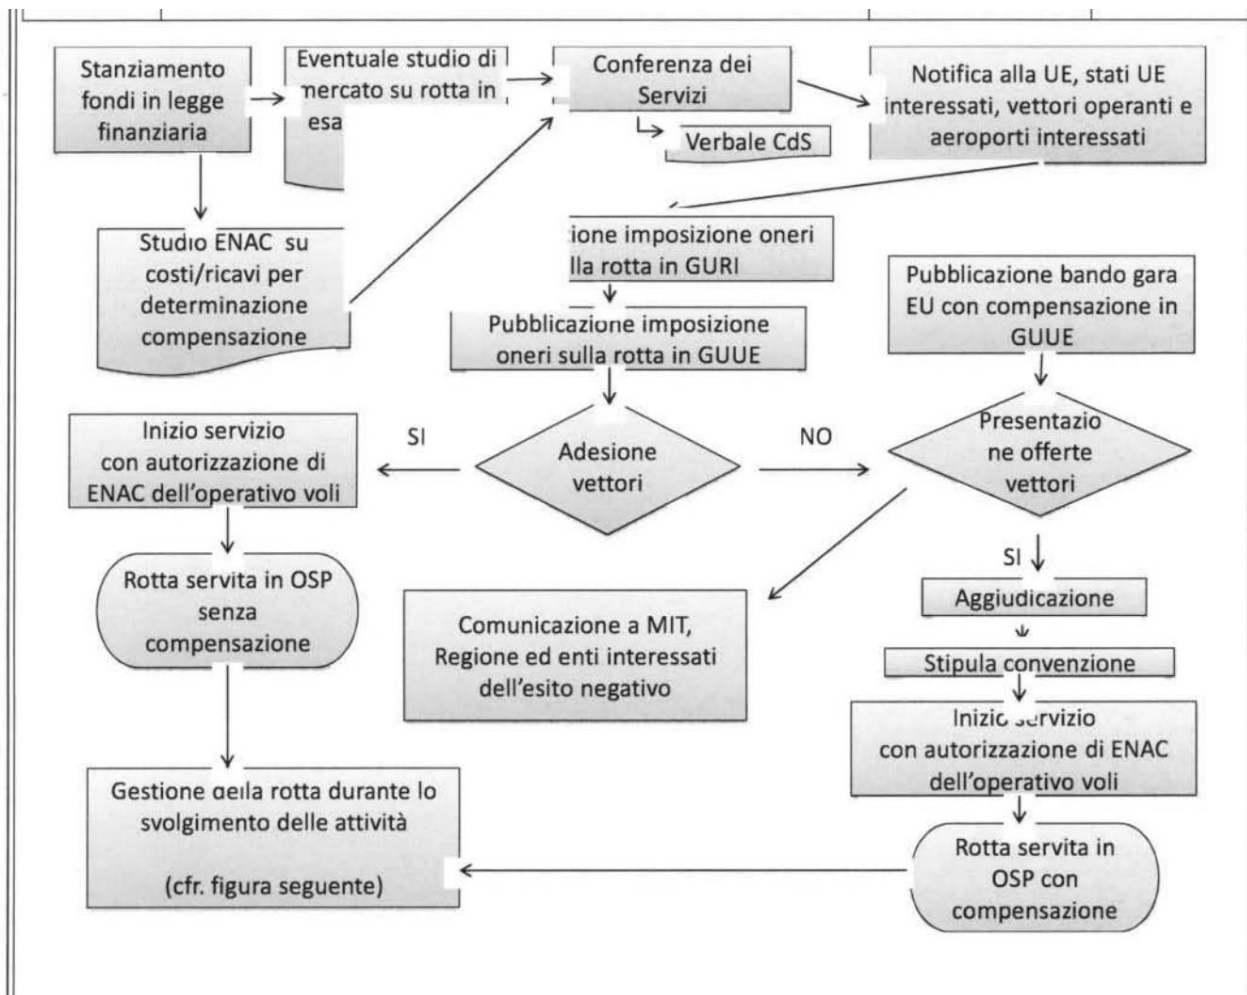 Stanziamento
fondi in legge
finanziaria
Eventuale studio di
mercato su rotta in
esa
Conferenza dei
Servizi
Verbale CdS
Notifica alla UE, stati UE
interessati, vettori operanti e
aeroporti interessati
Studio ENAC su
costi/ricavi per
determinazione
compensazione
ione imposizione oneri
lla rotta in GURI
Pubblicazione imposizione
oneri sulla rotta in GUUE
Pubblicazione bando gara
EU con compensazione in
GUUE
Inizio servizio
con autorizzazione di
ENAC dell'operativo voli
SI
Adesione
vettori
NO
Presentazio
ne offerte
vettori
Rotta servita in OSP
senza
compensazione
Comunicazione a MIT,
Regione ed enti interessati
dell'esito negativo
SI
Aggiudicazione
Stipula convenzione
Inizio servizio
con autorizzazione di ENAC
dell'operativo voli
Gestione della rotta durante lo
svolgimento delle attività
(cfr. figura seguente)
Rotta servita in
OSP con
compensazione